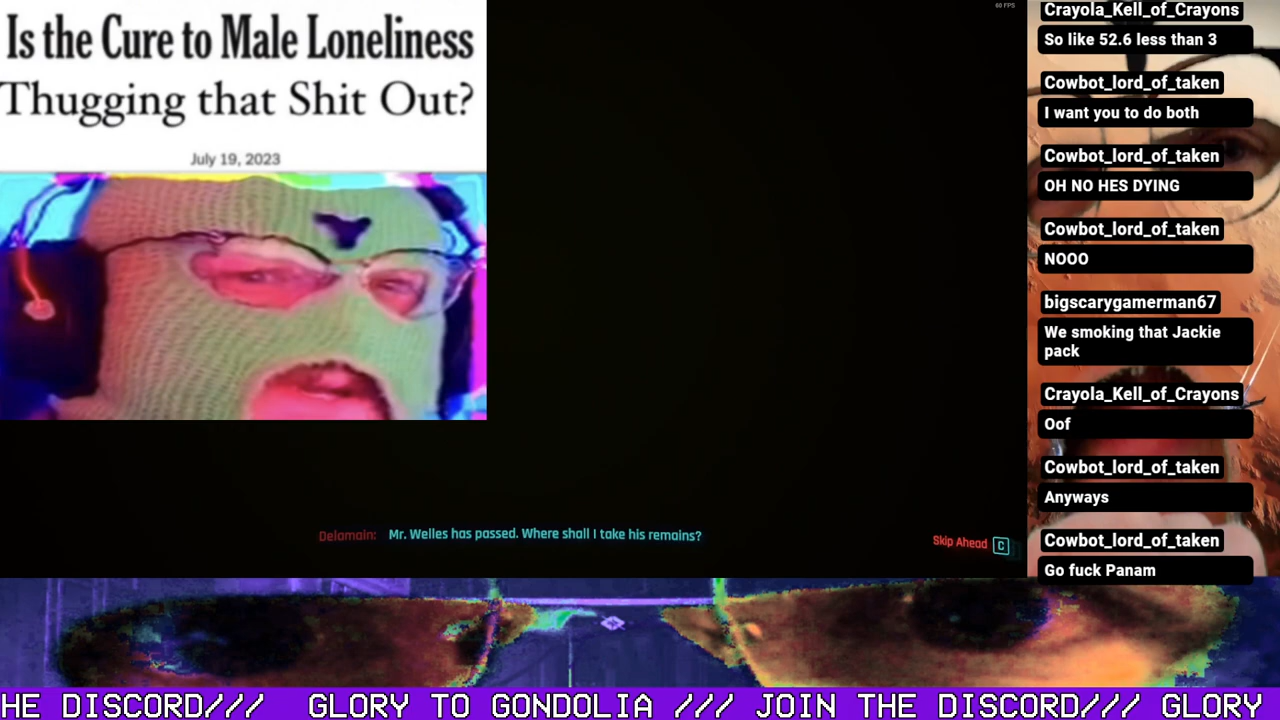 Is the Cure to Male Loneliness
Thugging that Shit Out?
July 19, 2023
60 FPS
Delamain: Mr. Welles has passed. Where shall I take his remains?
Skip Ahead C
Crayola_Kell_of_Crayons
So like 52.6 less than 3
Cowbot_lord_of_taken
I want you to do both
Cowbot_lord_of_taken
OH NO HES DYING
Cowbot_lord_of_taken
NOOO
bigscarygamerman67
We smoking that Jackie
pack
Crayola_Kell_of_Crayons
Oof
Cowbot_lord_of_taken
Anyways
Cowbot_lord_of_taken
Go fuck Panam
HE DISCORD/// GLORY TO GONDOLIA /// JOIN THE DISCORD/// GLORY